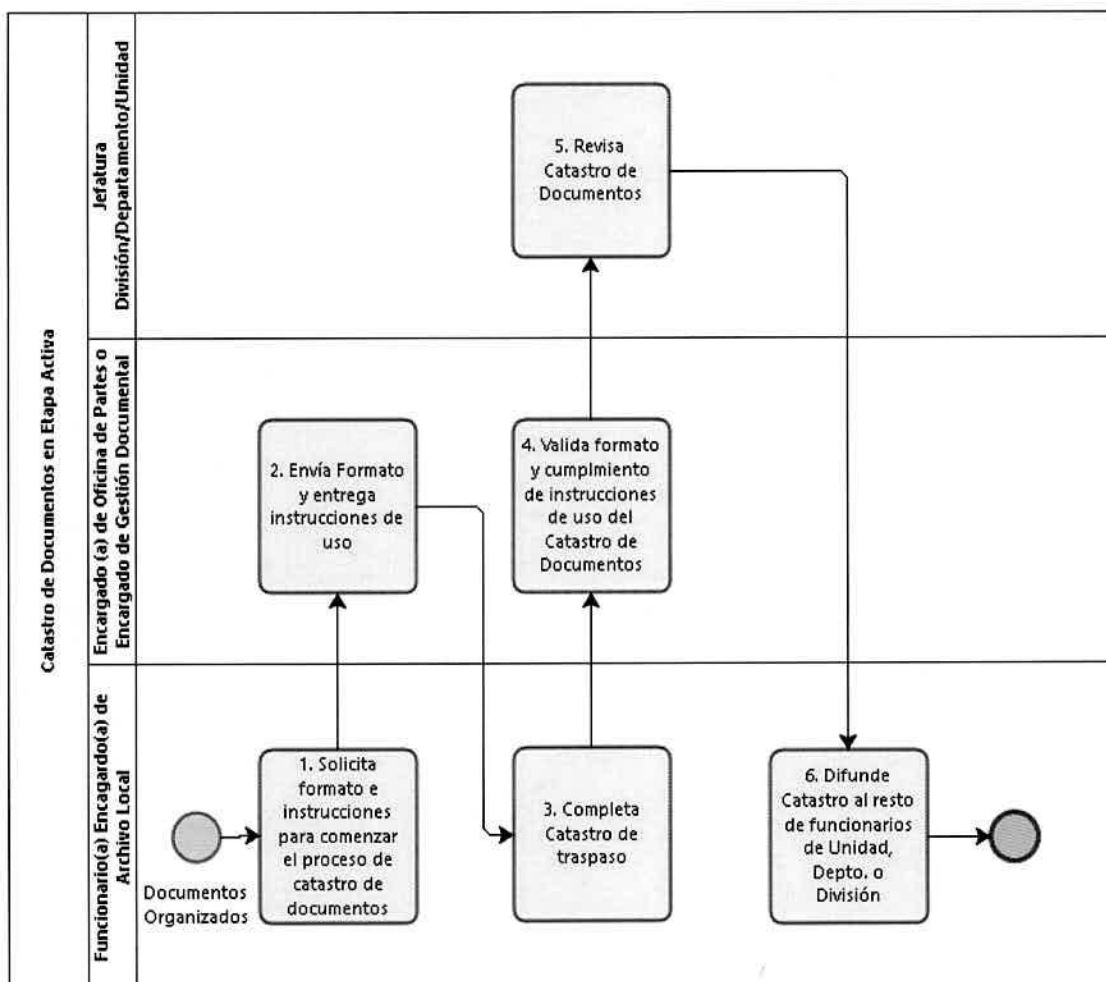 Catastro de Documentos en Etapa Activa
Jefatura
División/Departamento/Unidad
5. Revisa
Catastro de
Documentos
Encargado (a) de Oficina de Partes o
Encargado de Gestión Documental
2. Envía Formato
y entrega
instrucciones de
uso
4. Valida formato
y cumplmiento
de instrucciones
de uso del
Catastro de
Documentos
Funcionario(a) Encagardo(a) de
Archivo Local
Documentos
Organizados
1. Solicita
formato e
instrucciones
para comenzar
el proceso de
catastro de
documentos
3. Completa
Catastro de
traspaso
6. Difunde
Catastro al resto
de funcionarios
de Unidad,
Depto. o
División